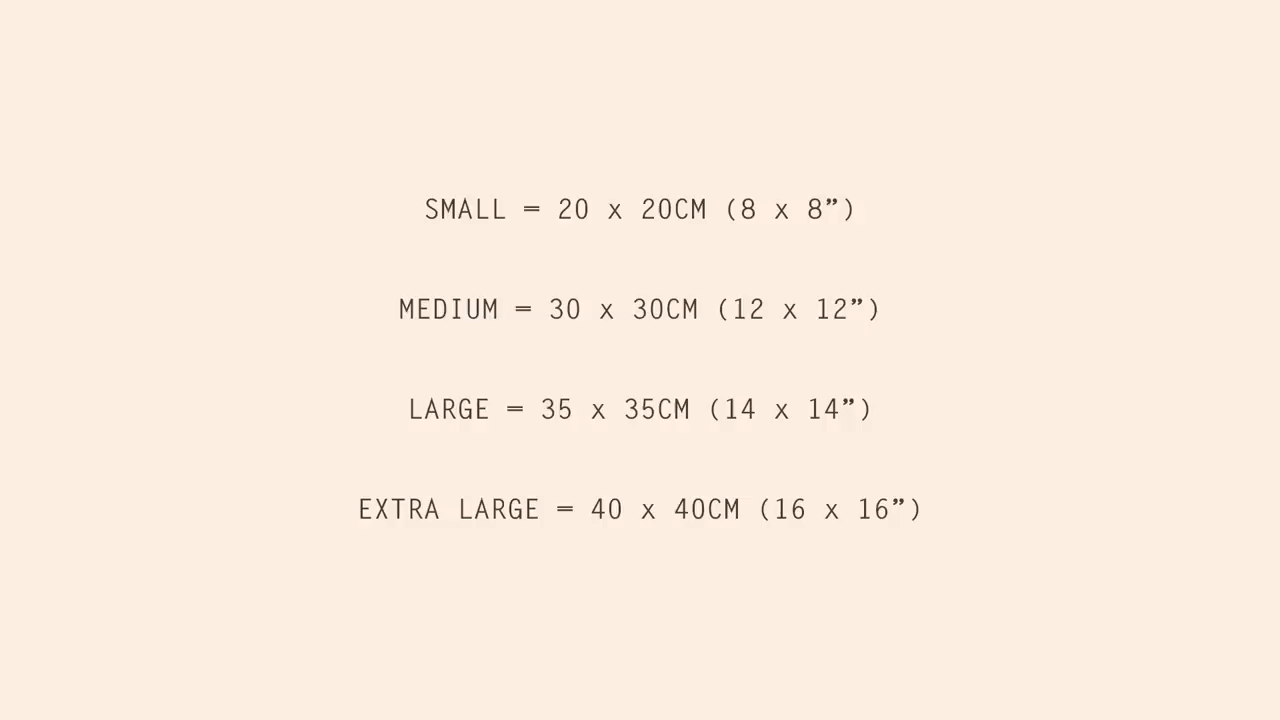 SMALL = 20 x 20CM (8 x 8”)
MEDIUM = 30 x 30CM (12 x 12”)
LARGE = 35 x 35CM (14 x 14”)
EXTRA LARGE = 40 x 40CM (16 x 16”)